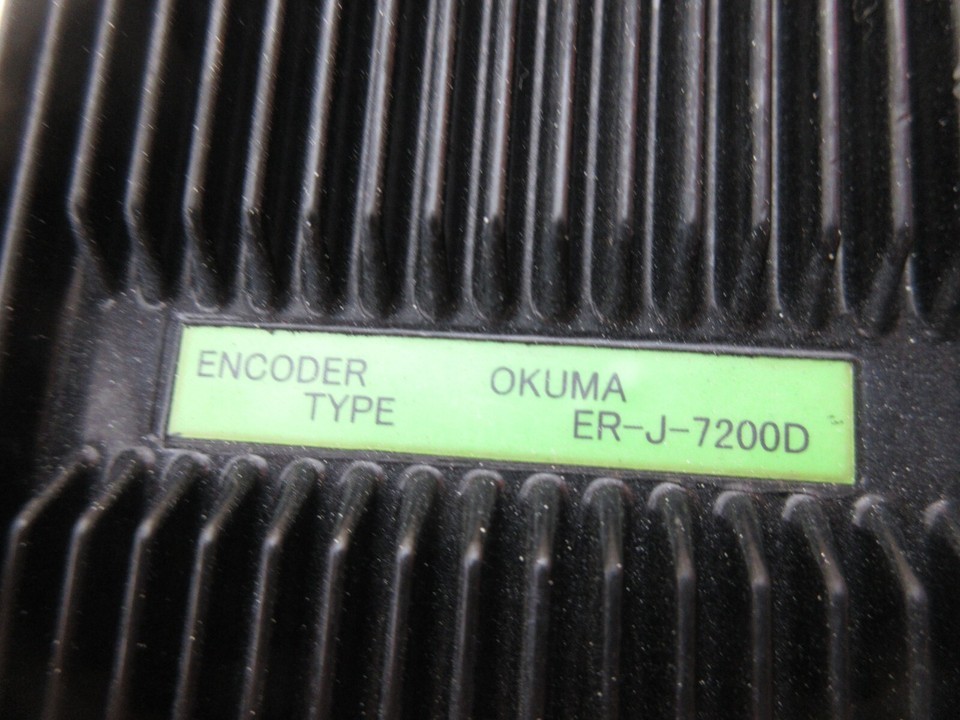 ENCODER OKUMA
TYPE ER-J-7200D